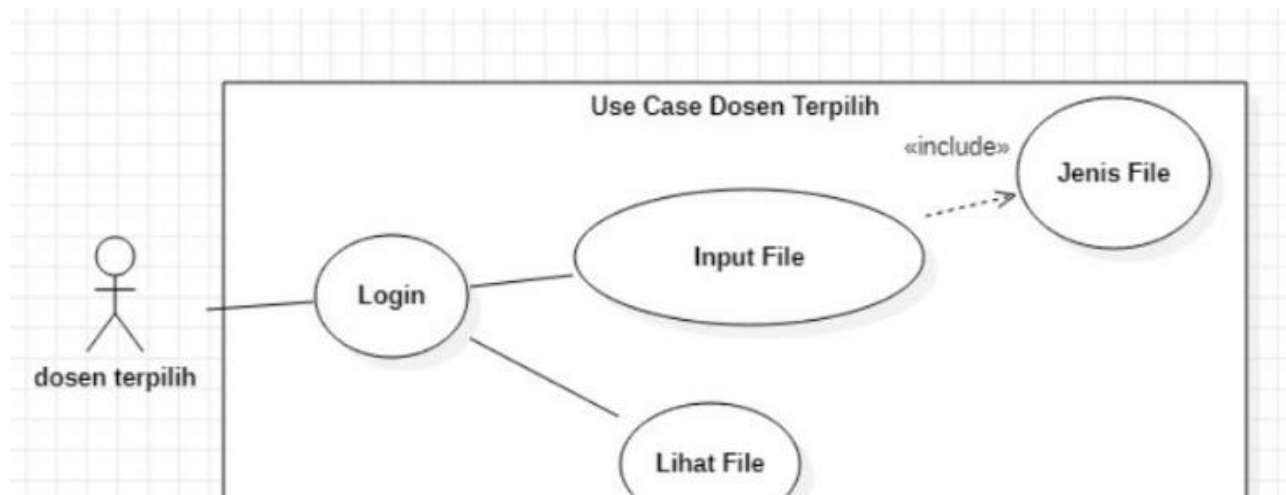 Use Case Dosen Terpilih
«include»
Jenis File
Input File
Login
dosen terpilih
Lihat File